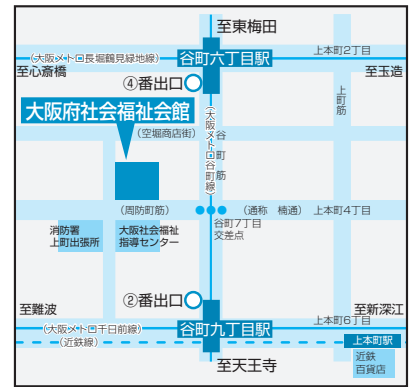 至東梅田
(大阪メトロ長堀鶴見緑地線)
谷町六丁目駅
上本町2丁目
至心斎橋
至玉造
④番出口
上町筋
大阪府社会福祉会館
(大阪メトロ谷町線)
谷町筋
(空堀商店街)
(周防町筋)
(通称 楠通)
上本町4丁目
消防署
上町出張所
大阪社会福祉
指導センター
谷町7丁目
交差点
②番出口
至難波
至新深江
上本町6丁目
(大阪メトロ千日前線)
谷町九丁目駅
(近鉄線)
上本町駅
近鉄
百貨店
至天王寺